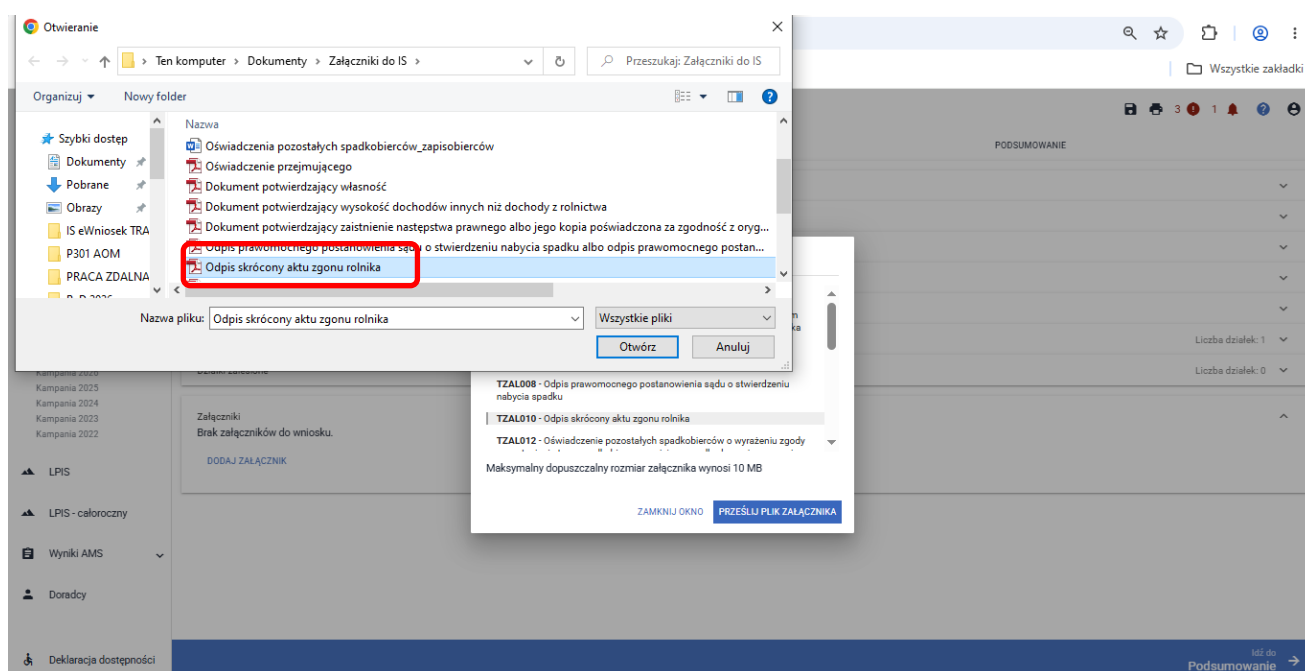 Otwieranie
Ten komputer > Dokumenty > Załączniki do IS >
Przeszukaj: Załączniki do IS
Wszystkie zakładki
Organizuj
Nowy folder
3
1
Szybki dostęp
Dokumenty
Pobrane
Obrazy
IS eWniosek TRA
P301 AOM
PRACA ZDALNA
Nazwa
Oświadczenia pozostałych spadkobierców_zapisobierców
Oświadczenie przejmującego
Dokument potwierdzający własność
Dokument potwierdzający wysokość dochodów innych niż dochody z rolnictwa
Dokument potwierdzający zaistnienie następstwa prawnego albo jego kopia poświadczona za zgodność z oryg...
Odpis prawomocnego postanowienia sądu o stwierdzeniu nabycia spadku albo odpis prawomocnego postan...
Odpis skrócony aktu zgonu rolnika
Nazwa pliku:
Odpis skrócony aktu zgonu rolnika
Wszystkie pliki
Otwórz
Anuluj
PODSUMOWANIE
Liczba działek: 1
Liczba działek: 0
Kampania 2026
Kampania 2025
Kampania 2024
Kampania 2023
Kampania 2022
LPIS
LPIS - całoroczny
Wyniki AMS
Doradcy
Deklaracja dostępności
Załączniki
Brak załączników do wniosku.
DODAJ ZAŁĄCZNIK
TZAL008 - Odpis prawomocnego postanowienia sądu o stwierdzeniu
nabycia spadku
TZAL010 - Odpis skrócony aktu zgonu rolnika
TZAL012 - Oświadczenie pozostałych spadkobierców o wyrażeniu zgody
Maksymalny dopuszczalny rozmiar załącznika wynosi 10 MB
ZAMKNIJ OKNO
PRZEŚLIJ PLIK ZAŁĄCZNIKA
Idź do
Podsumowanie